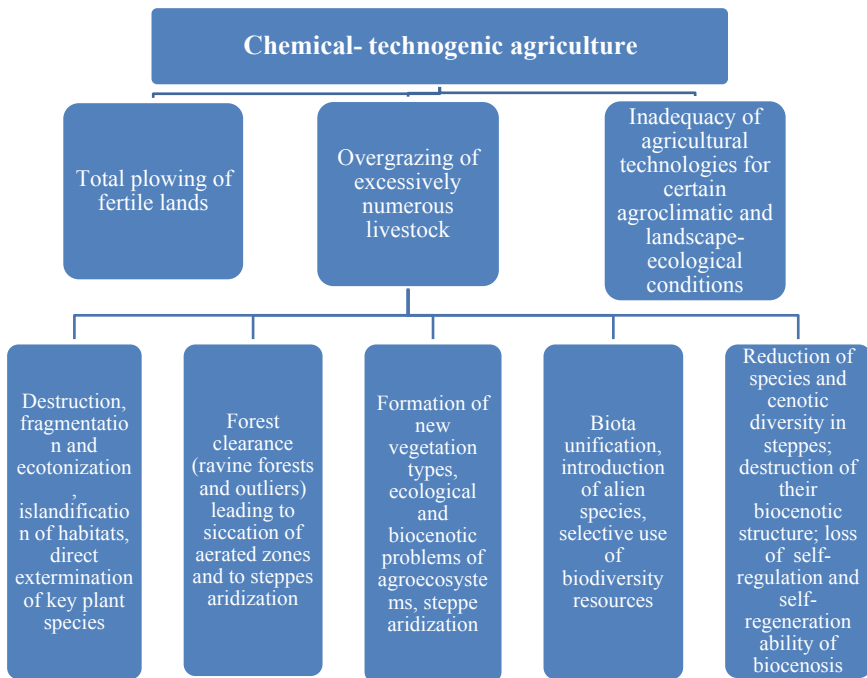 Chemical- technogenic agriculture
Total plowing of
fertile lands
Overgrazing of
excessively
numerous
livestock
Inadequacy of
agricultural
technologies for
certain
agroclimatic and
landscape-
ecological
conditions
Destruction,
fragmentatio
n and
ecotonization
,
islandificatio
n of habitats,
direct
extermination
of key plant
species
Forest
clearance
(ravine forests
and outliers)
leading to
siccation of
aerated zones
and to steppes
aridization
Formation of
new
vegetation
types,
ecological
and
biocenotic
problems of
agroecosyste
ms, steppe
aridization
Biota
unification,
introduction
of alien
species,
selective use
of
biodiversity
resources
Reduction of
species and
cenotic
diversity in
steppes;
destruction of
their
biocenotic
structure; loss
of self-
regulation and
self-
regeneration
ability of
biocenosis